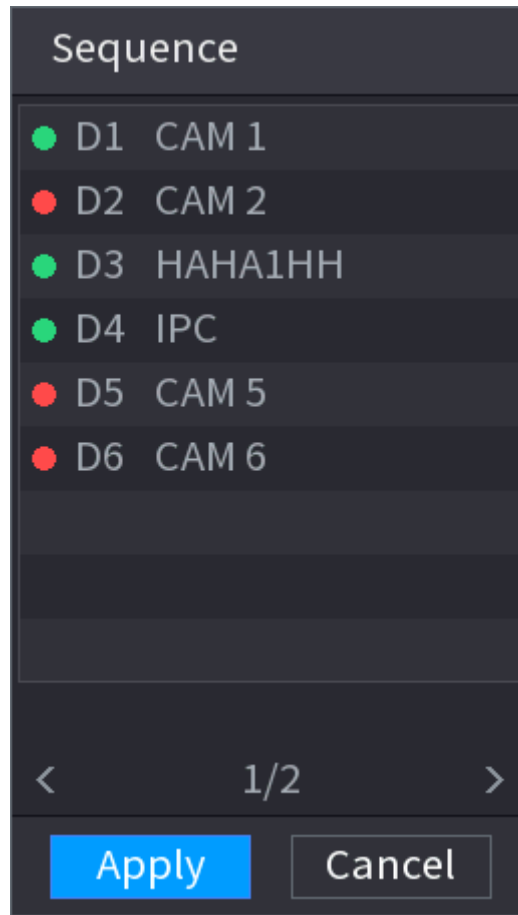 Sequence
D1 CAM 1
D2 CAM 2
D3 HAHA1HH
D4 IPC
D5 CAM 5
D6 CAM 6
< 1/2 >
Apply Cancel